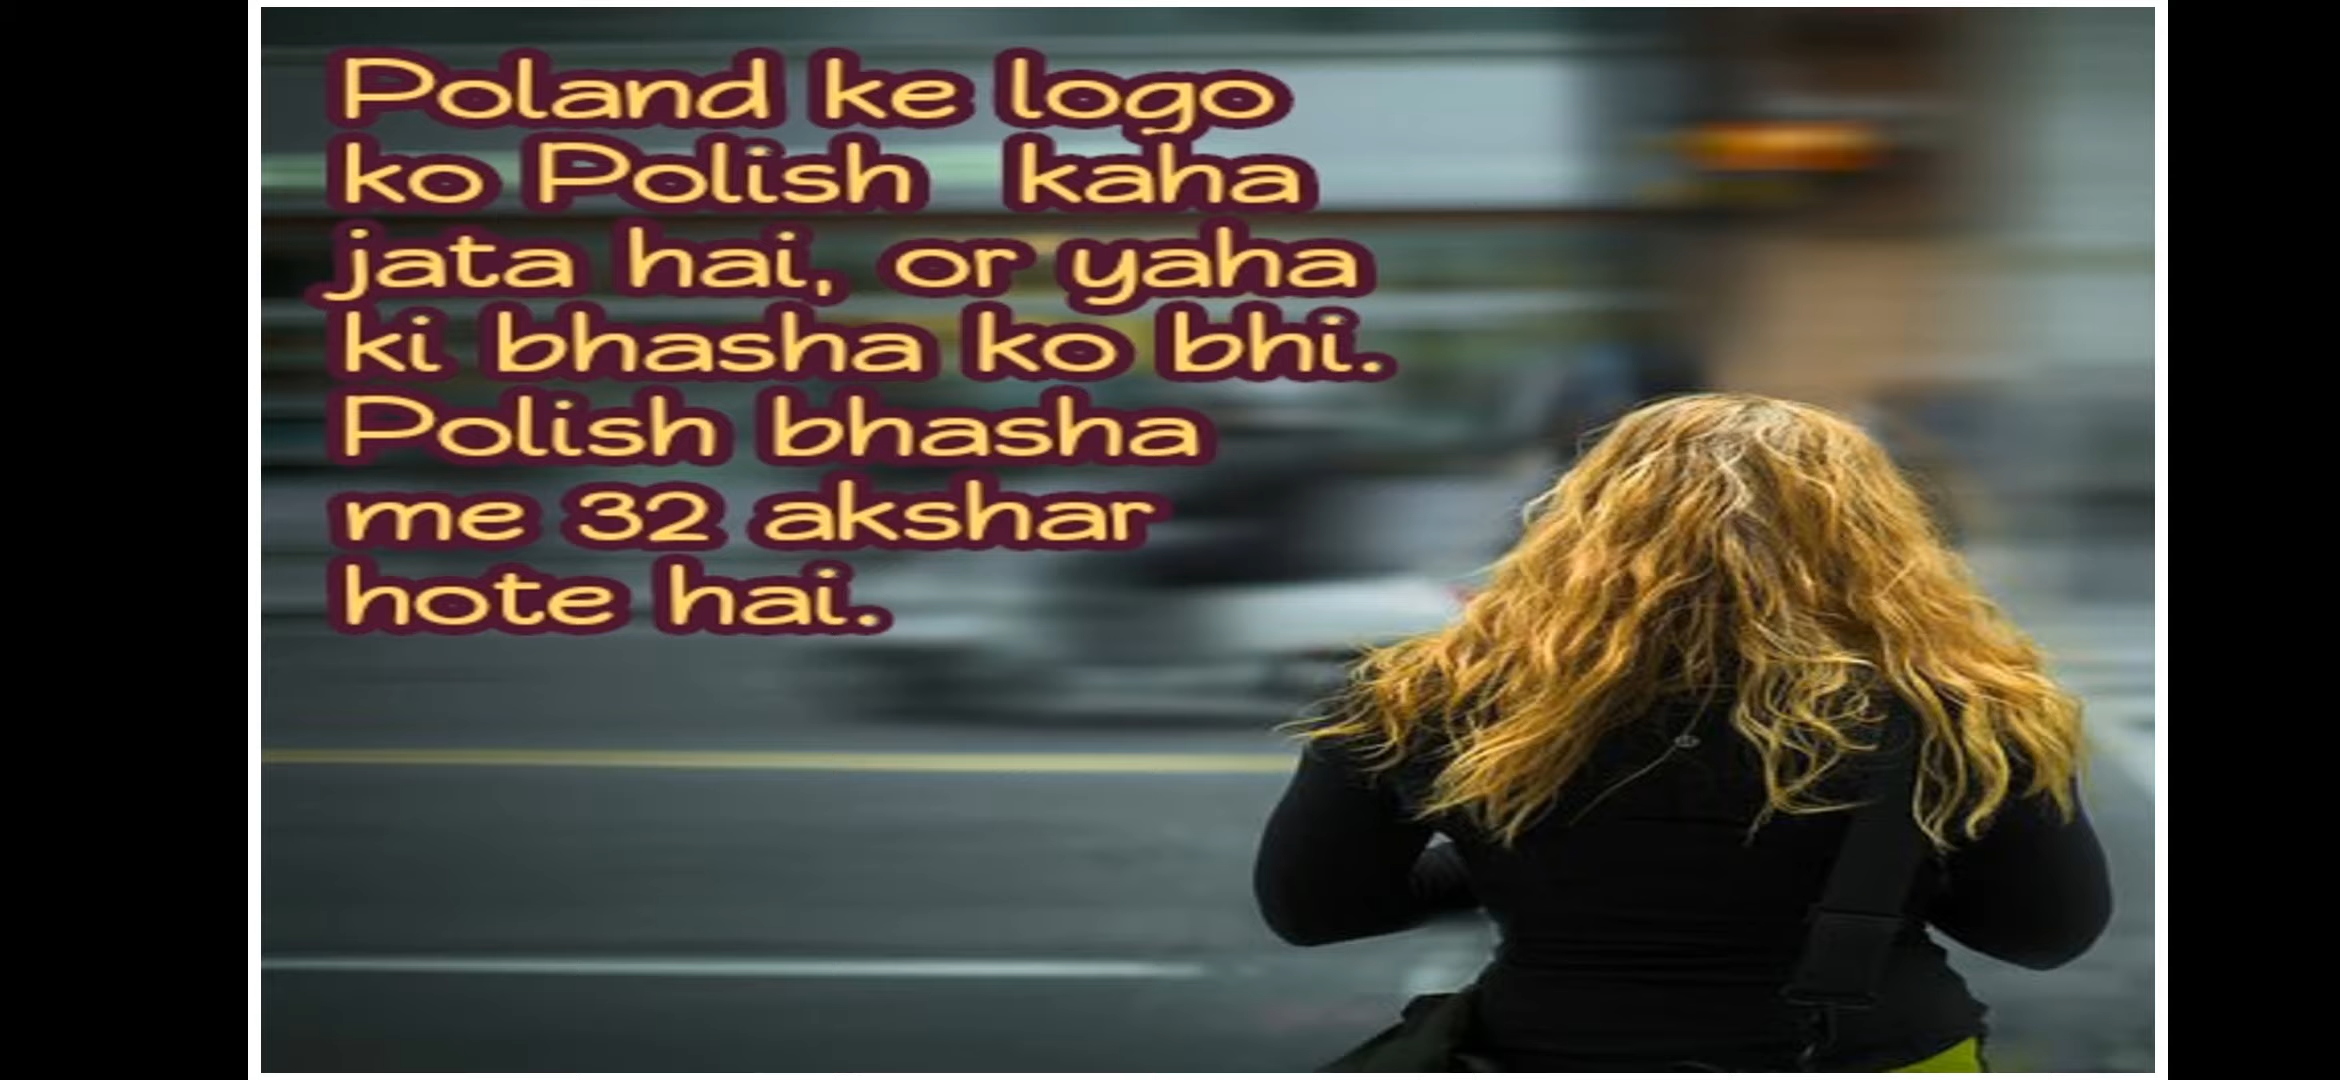 Poland ke logo
ko Polish kaha
jata hai, or yaha
ki bhasha ko bhi.
Polish bhasha
me 32 akshar
hote hai.